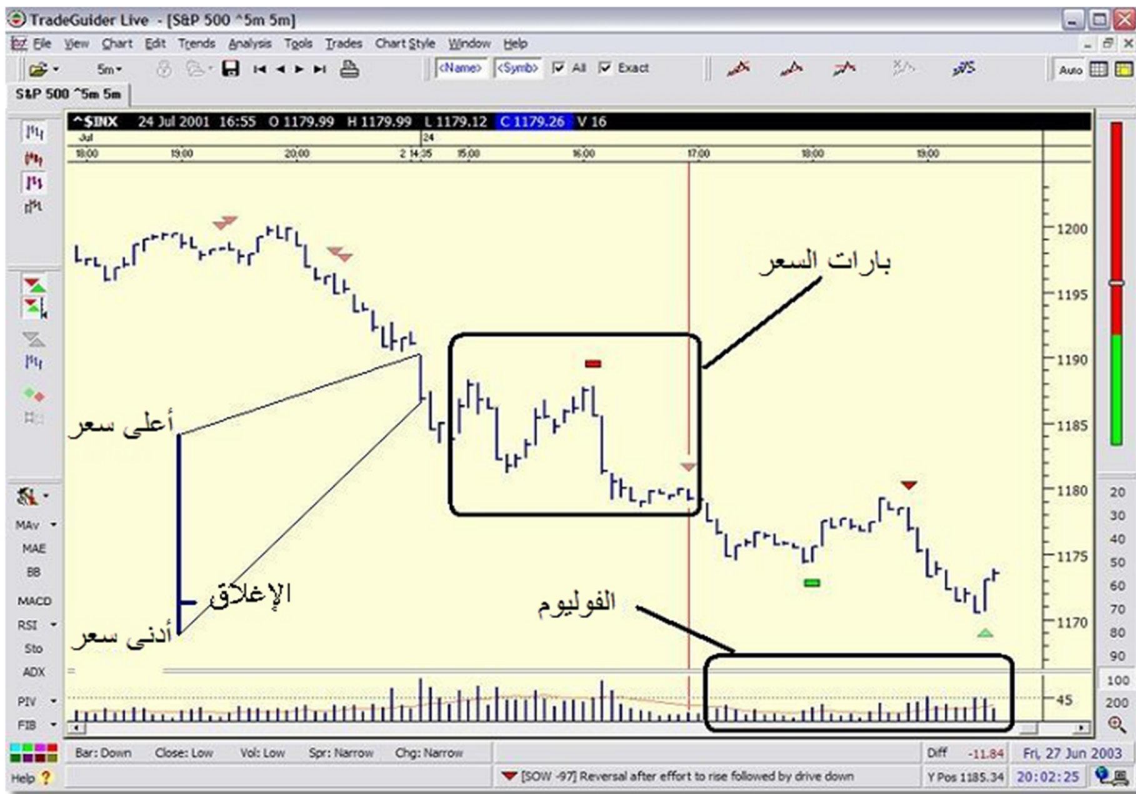 TradeGuider Live - [S&P 500 ^5m 5m]
File View Chart Edit Trends Analysis Tools Trades Chart Style Window Help
5m <Name> <Symb> All Exact Auto
S&P 500 ^5m 5m
^$INX 24 Jul 2001 16:55 O 1179.99 H 1179.99 L 1179.12 C 1179.26 V 16
Jul 24
18:00 19:00 20:00 2 14:35 15:00 16:00 17:00 18:00 19:00
1200
بارات السعر
1195
1190
أعلى سعر
1185
1180
20
30
MAv
40
MAE
1175
50
BB
الإغلاق
الفوليوم
60
MACD
70
RSI
أدنى سعر
1170
80
Sto
90
ADX
100
PIV
45
200
FIB
Bar: Down Close: Low Vol: Low Spr: Narrow Chg: Narrow Diff -11.84 Fri, 27 Jun 2003
Help ? [SOW -97] Reversal after effort to rise followed by drive down Y Pos 1185.34 20:02:25